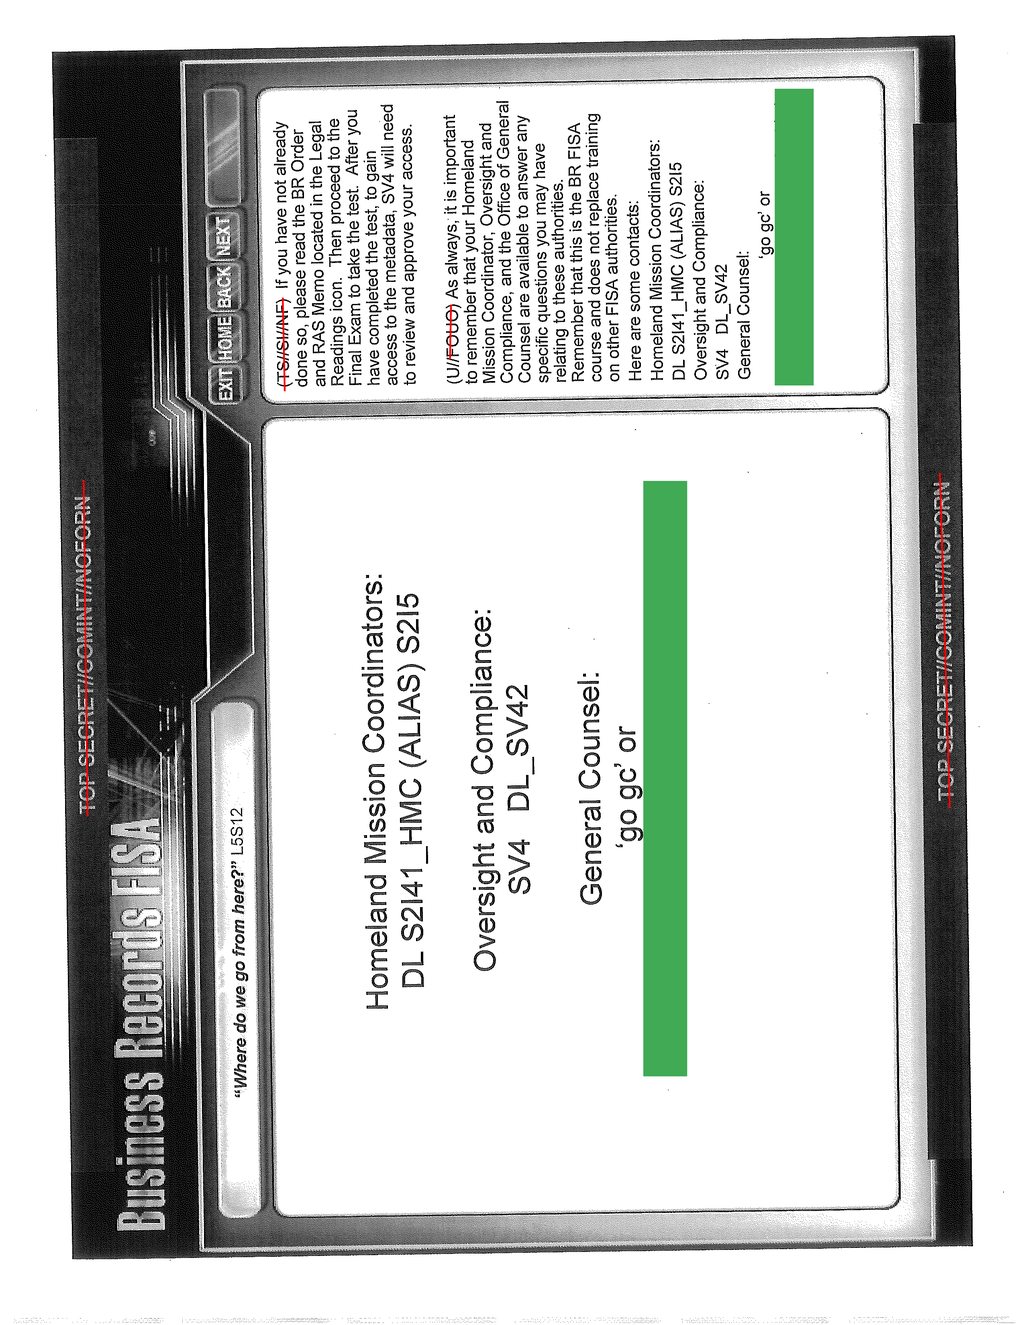 TOP SECRET//COMINT//NOFORN
Business Records FISA
EXIT HOME BACK NEXT
"Where do we go from here?" L5S12
Homeland Mission Coordinators:
DL S2I41_HMC (ALIAS) S2I5
Oversight and Compliance:
SV4 DL_SV42
General Counsel:
'go gc' or
(TS//SI//NF) If you have not already
done so, please read the BR Order
and RAS Memo located in the Legal
Readings icon. Then proceed to the
Final Exam to take the test. After you
have completed the test, to gain
access to the metadata, SV4 will need
to review and approve your access.
(U//FOUO) As always, it is important
to remember that your Homeland
Mission Coordinator, Oversight and
Compliance, and the Office of General
Counsel are available to answer any
specific questions you may have
relating to these authorities.
Remember that this is the BR FISA
course and does not replace training
on other FISA authorities.
Here are some contacts:
Homeland Mission Coordinators:
DL S2I41_HMC (ALIAS) S2I5
Oversight and Compliance:
SV4 DL_SV42
General Counsel:
'go gc' or
TOP SECRET//COMINT//NOFORN